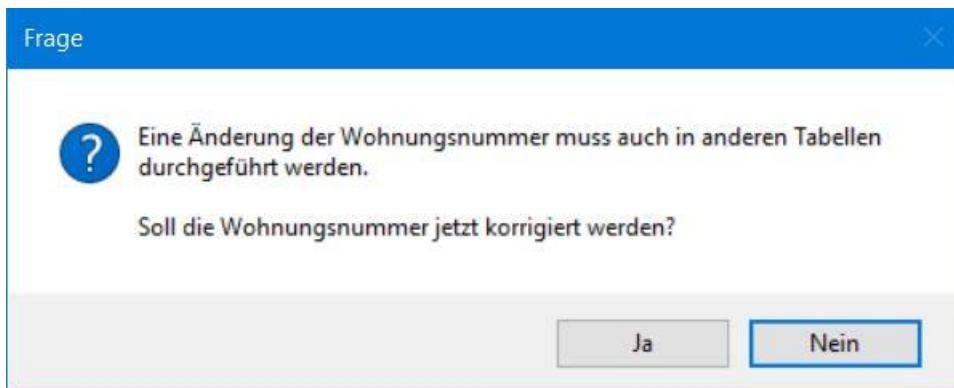 Frage
?
Eine Änderung der Wohnungsnummer muss auch in anderen Tabellen
durchgeführt werden.
Soll die Wohnungsnummer jetzt korrigiert werden?
Ja
Nein